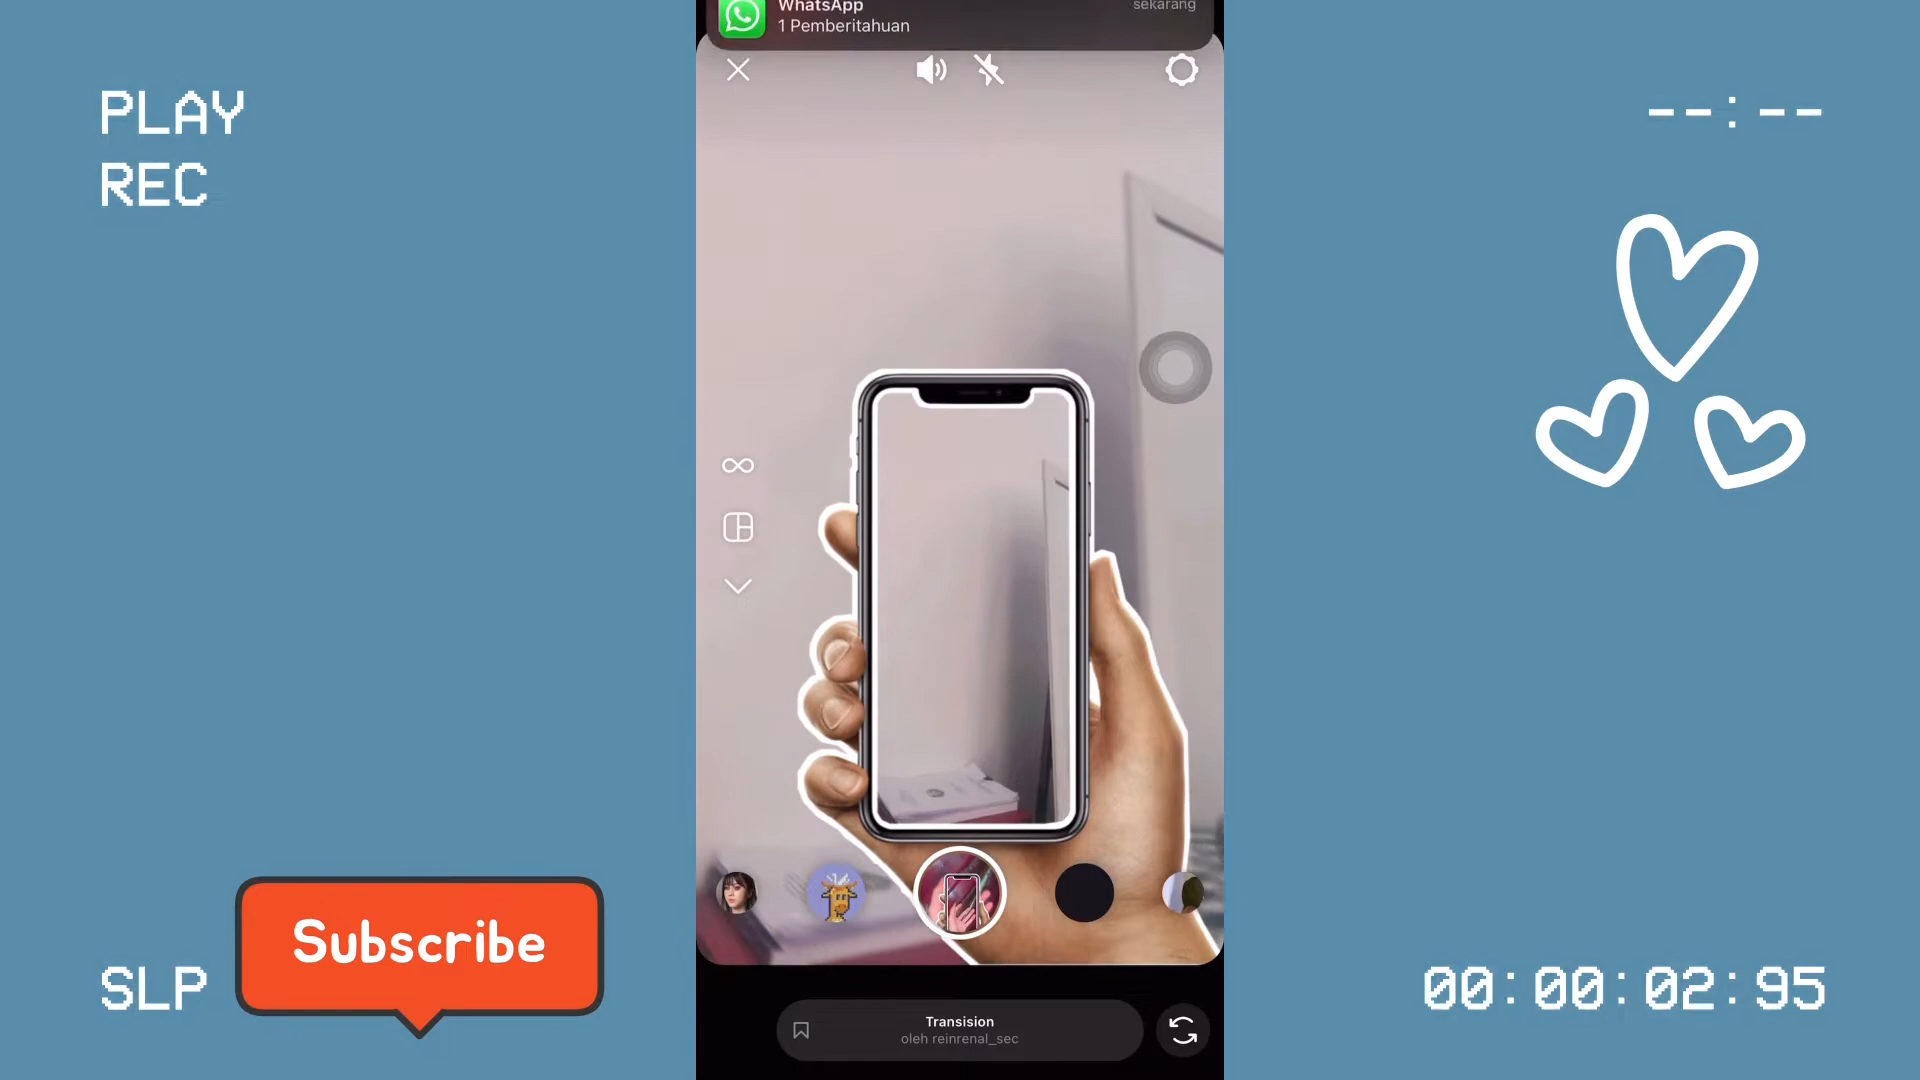 WhatsApp
sekarang
1 Pemberitahuan
PLAY
REC
--:--
Subscribe
SLP
00:00:02:95
Transision
oleh reinrenal_sec